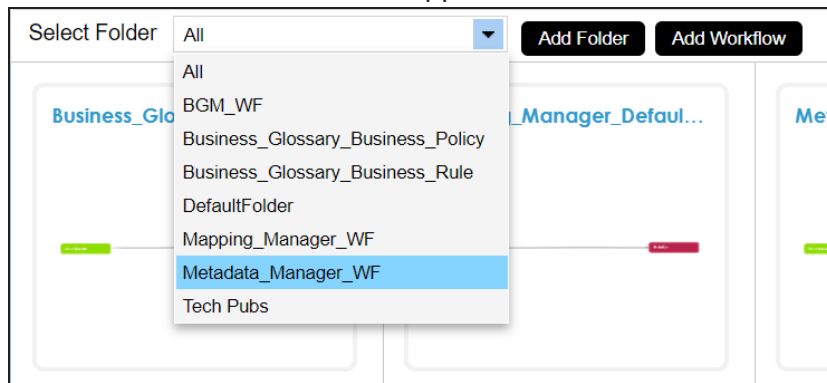 Select Folder All Add Folder Add Workflow
All
BGM_WF
Business_Glossary_Business_Policy
Business_Glossary_Business_Rule
DefaultFolder
Mapping_Manager_WF
Metadata_Manager_WF
Tech Pubs
Business_Glo
_Manager_Defaul...
Me